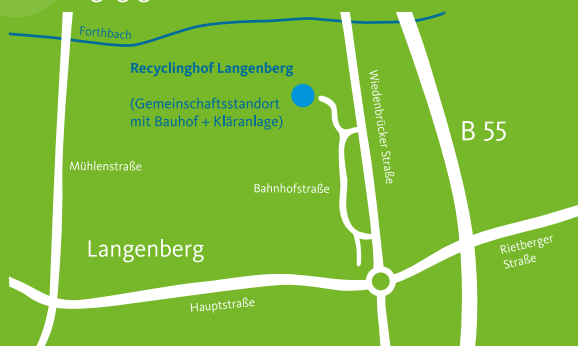 Forthbach
Recyclinghof Langenberg
(Gemeinschaftsstandort
mit Bauhof + Kläranlage)
Wiedenbrücker Straße
B 55
Mühlenstraße
Bahnhofstraße
Langenberg
Rietberger
Straße
Hauptstraße